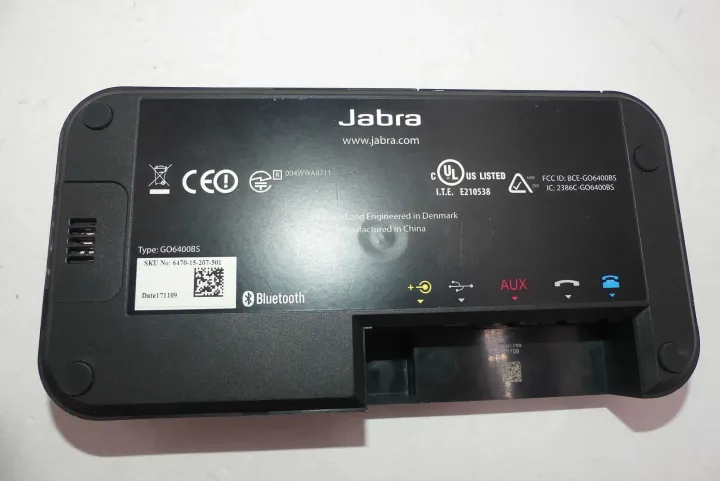 Jabra
www.jabra.com
R 004WWA0711
C UL US LISTED
I.T.E. E210538
FCC ID: BCE-GO6400BS
IC: 2386C-GO6400BS
and Engineered in Denmark
in China
Type: GO6400BS
SKU No: 6470-15-207-501
Date171109
Bluetooth
AUX